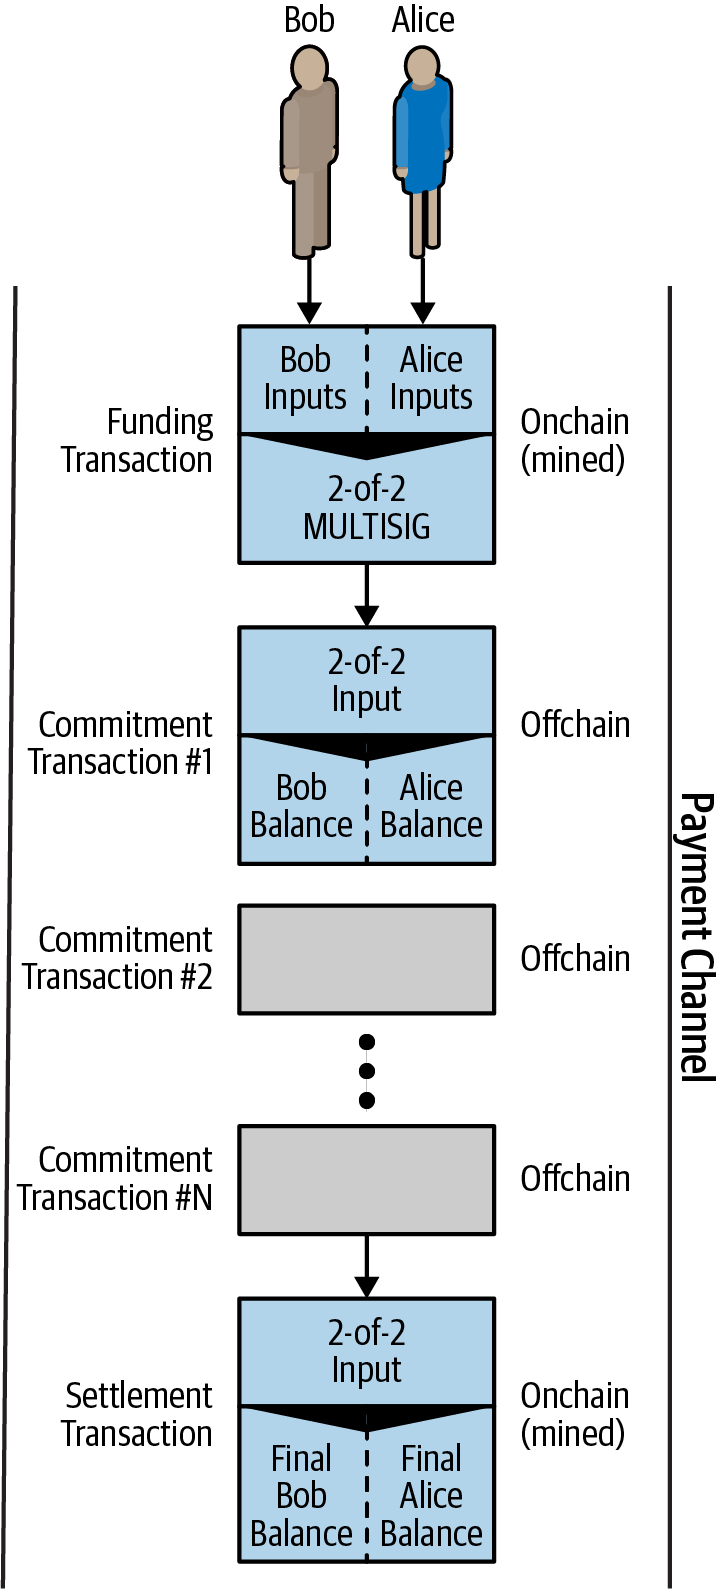 Bob
Alice
Bob
Inputs
Alice
Inputs
Funding
Transaction
Onchain
(mined)
2-of-2
MULTISIG
2-of-2
Input
Commitment
Transaction #1
Offchain
Bob
Balance
Alice
Balance
Commitment
Transaction #2
Offchain
Payment Channel
Commitment
Transaction #N
Offchain
2-of-2
Input
Settlement
Transaction
Onchain
(mined)
Final
Bob
Balance
Final
Alice
Balance